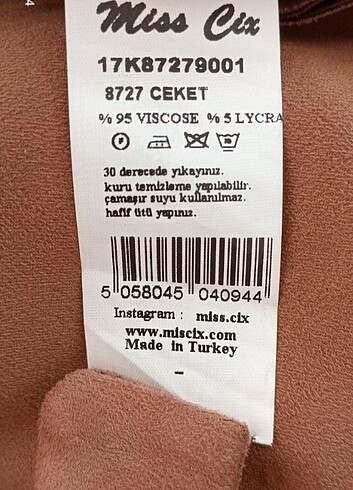 Miss Cix
17K87279001
8727 CEKET
% 95 VISCOSE % 5 LYCRA
30 derecede yıkayınız.
kuru temizleme yapılabilir.
çamaşır suyu kullanılmaz.
hafif ütü yapınız.
5 058045 040944
Instagram : miss.cix
www.miscix.com
Made in Turkey
-